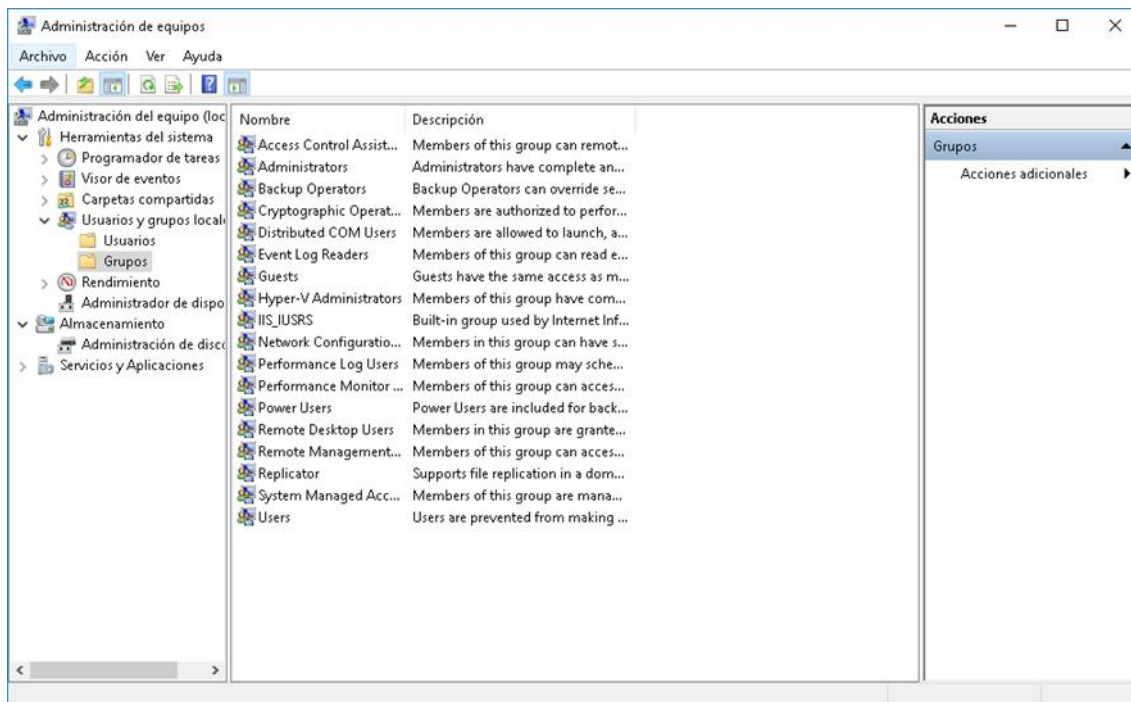 Administración de equipos
Archivo Acción Ver Ayuda
Administración del equipo (loc
Herramientas del sistema
Programador de tareas
Visor de eventos
Carpetas compartidas
Usuarios y grupos locale
Usuarios
Grupos
Rendimiento
Administrador de dispo
Almacenamiento
Administración de disco
Servicios y Aplicaciones
Nombre Descripción
Access Control Assist... Members of this group can remot...
Administrators Administrators have complete an...
Backup Operators Backup Operators can override se...
Cryptographic Operat... Members are authorized to perfor...
Distributed COM Users Members are allowed to launch, a...
Event Log Readers Members of this group can read e...
Guests Guests have the same access as m...
Hyper-V Administrators Members of this group have com...
IIS_IUSRS Built-in group used by Internet Inf...
Network Configuratio... Members in this group can have s...
Performance Log Users Members of this group may sche...
Performance Monitor ... Members of this group can acces...
Power Users Power Users are included for back...
Remote Desktop Users Members in this group are grante...
Remote Management... Members of this group can acces...
Replicator Supports file replication in a dom...
System Managed Acc... Members of this group are mana...
Users Users are prevented from making ...
Acciones
Grupos
Acciones adicionales